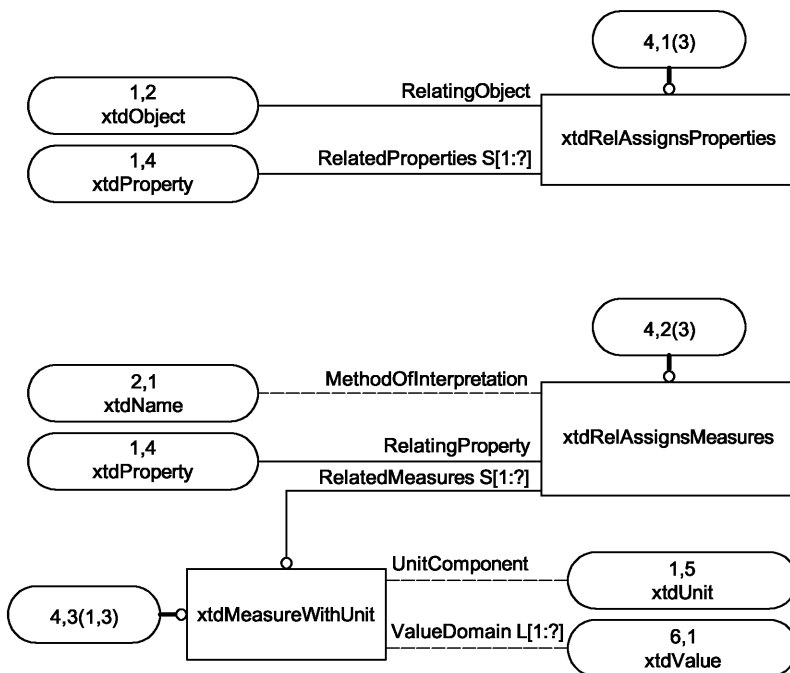 4,1(3)
1,2
xtdObject
RelatingObject
xtdRelAssignsProperties
1,4
xtdProperty
RelatedProperties S[1:?]
4,2(3)
2,1
xtdName
MethodOfInterpretation
xtdRelAssignsMeasures
1,4
xtdProperty
RelatingProperty
RelatedMeasures S[1:?]
4,3(1,3)
xtdMeasureWithUnit
UnitComponent
1,5
xtdUnit
ValueDomain L[1:?]
6,1
xtdValue